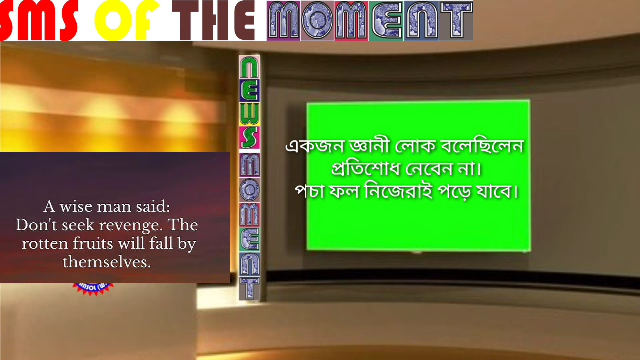 SMS OF THE MOMENT
NEWS MOMENT
একজন জ্ঞানী লোক বলেছিলেন
প্রতিশোধ নেবেন না।
পচা ফল নিজেরাই পড়ে যাবে।
A wise man said:
Don't seek revenge. The
rotten fruits will fall by
themselves.